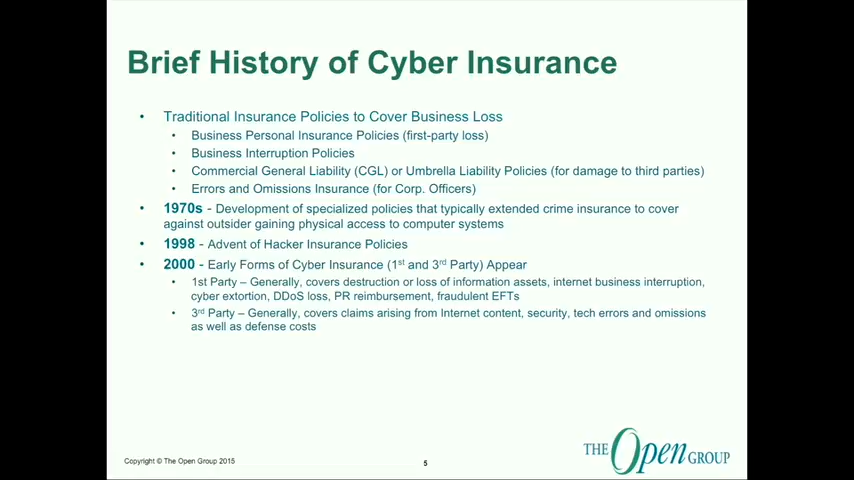 Brief History of Cyber Insurance
• Traditional Insurance Policies to Cover Business Loss
• Business Personal Insurance Policies (first-party loss)
• Business Interruption Policies
• Commercial General Liability (CGL) or Umbrella Liability Policies (for damage to third parties)
• Errors and Omissions Insurance (for Corp. Officers)
• 1970s - Development of specialized policies that typically extended crime insurance to cover
against outsider gaining physical access to computer systems
• 1998 - Advent of Hacker Insurance Policies
• 2000 - Early Forms of Cyber Insurance (1st and 3rd Party) Appear
• 1st Party – Generally, covers destruction or loss of information assets, internet business interruption,
cyber extortion, DDoS loss, PR reimbursement, fraudulent EFTs
• 3rd Party – Generally, covers claims arising from Internet content, security, tech errors and omissions
as well as defense costs
Copyright © The Open Group 2015
5
THE Open GROUP